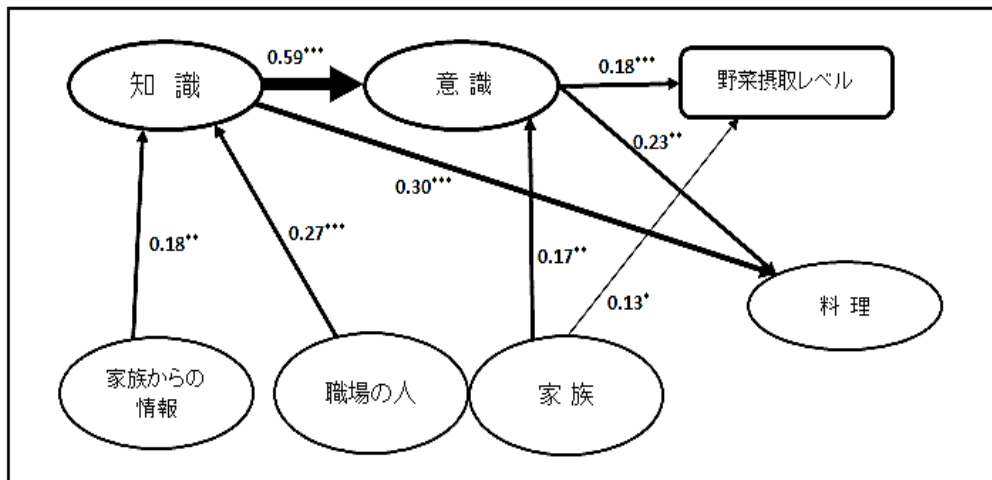 0.59***
知 識
意 識
0.18***
野菜摂取レベル
0.23**
0.30***
0.18**
0.27***
0.17**
0.13*
料 理
家族からの
情報
職場の人
家 族